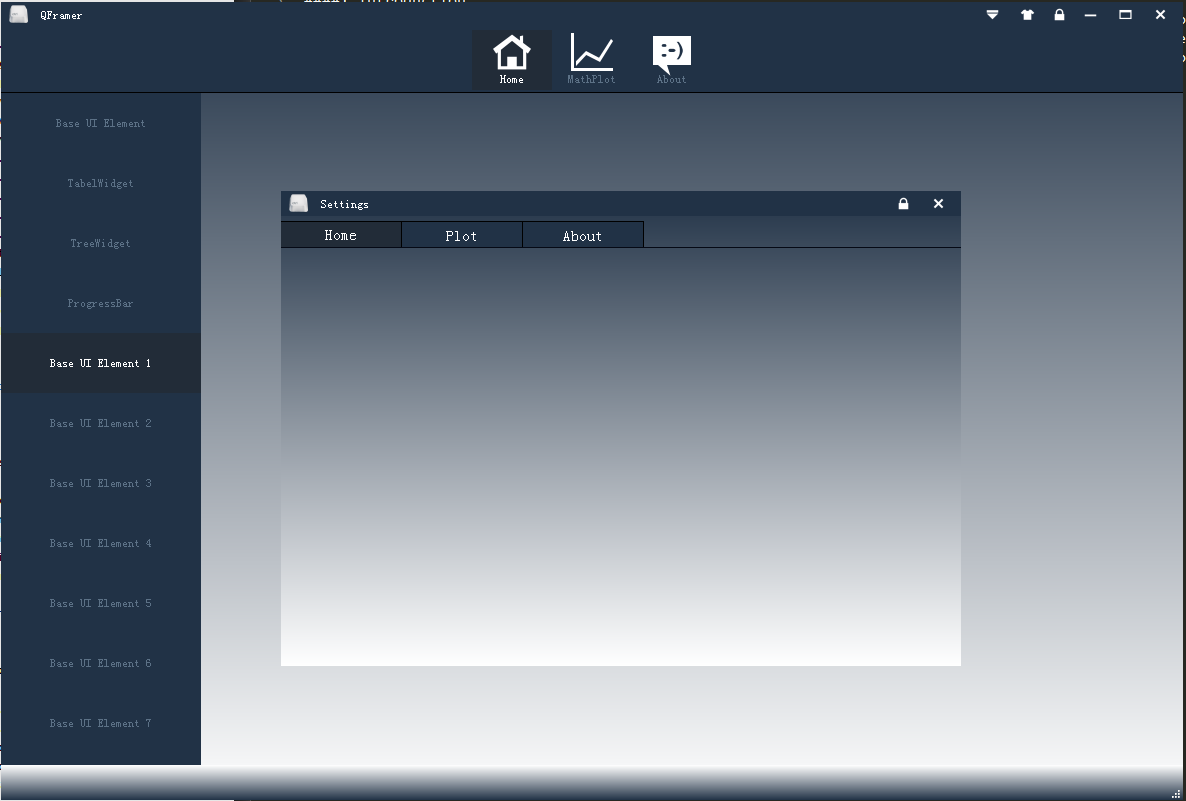 QFramer
Home
MathPlot
:-)
About
Base UI Element
TabelWidget
TreeWidget
ProgressBar
Base UI Element 1
Base UI Element 2
Base UI Element 3
Base UI Element 4
Base UI Element 5
Base UI Element 6
Base UI Element 7
Settings
Home
Plot
About